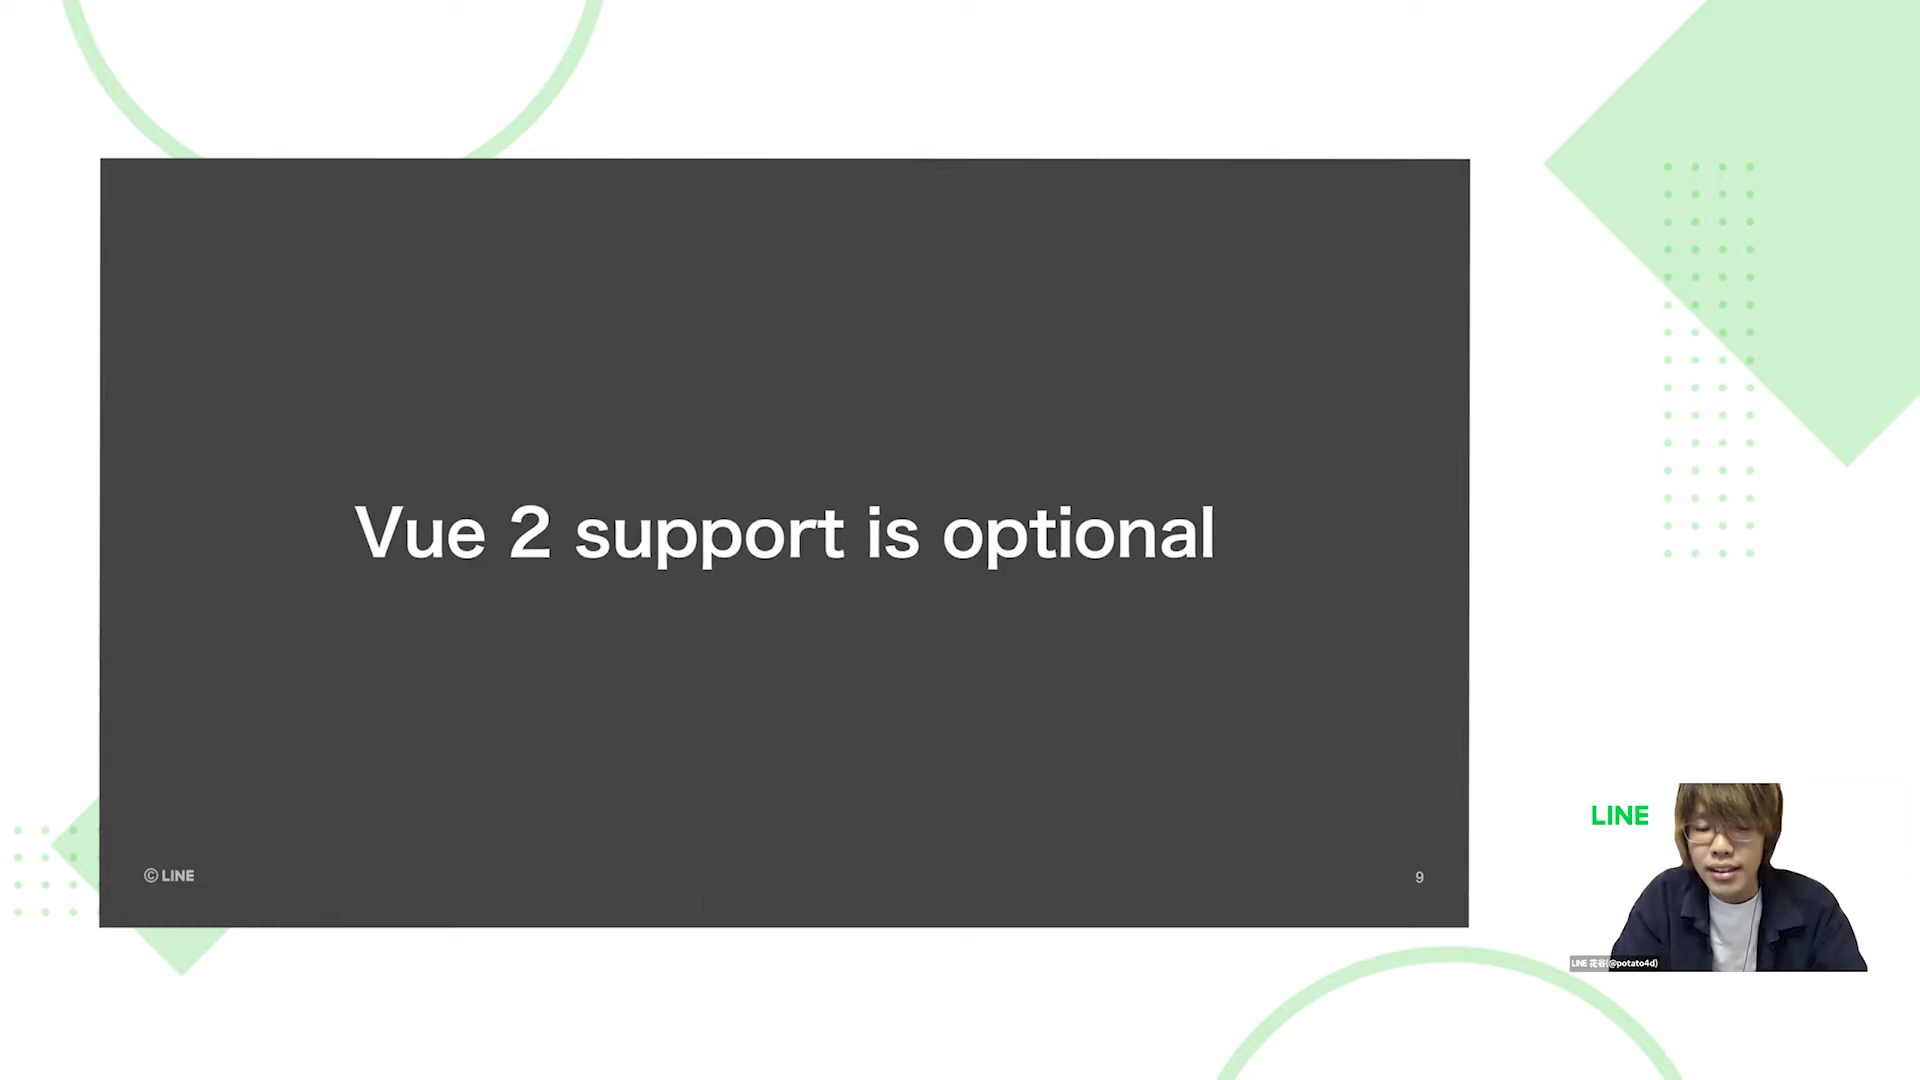 Vue 2 support is optional
© LINE
9
LINE
LINE 花谷(@potato4d)